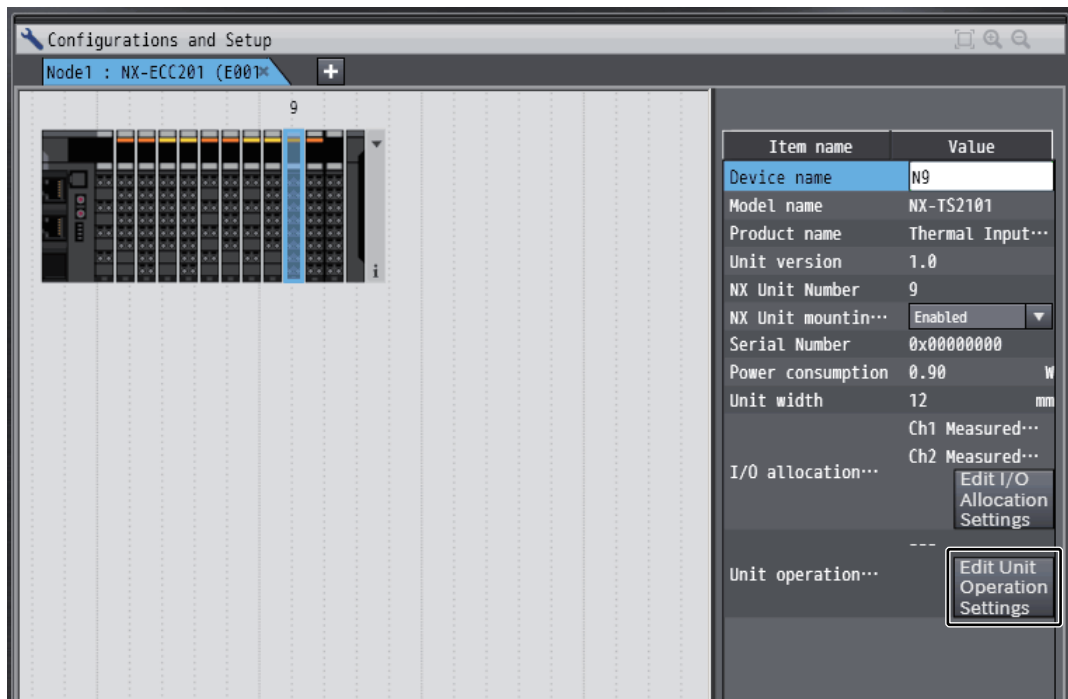 Configurations and Setup
Node1 : NX-ECC201 (E001
9
Item name Value
Device name N9
Model name NX-TS2101
Product name Thermal Input···
Unit version 1.0
NX Unit Number 9
NX Unit mountin··· Enabled
Serial Number 0x00000000
Power consumption 0.90 W
Unit width 12 mm
I/O allocation··· Ch1 Measured···
Ch2 Measured···
Edit I/O
Allocation
Settings
Unit operation··· ---
Edit Unit
Operation
Settings
i